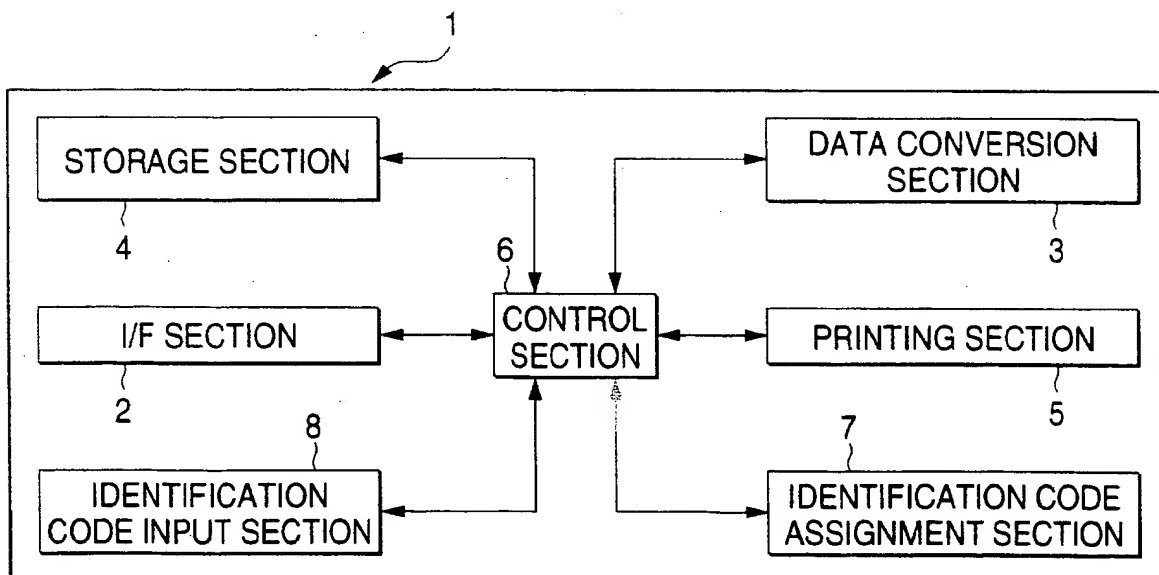 1
STORAGE SECTION
4
DATA CONVERSION
SECTION
3
6
CONTROL
SECTION
I/F SECTION
2
PRINTING SECTION
5
8
IDENTIFICATION
CODE INPUT SECTION
7
IDENTIFICATION CODE
ASSIGNMENT SECTION